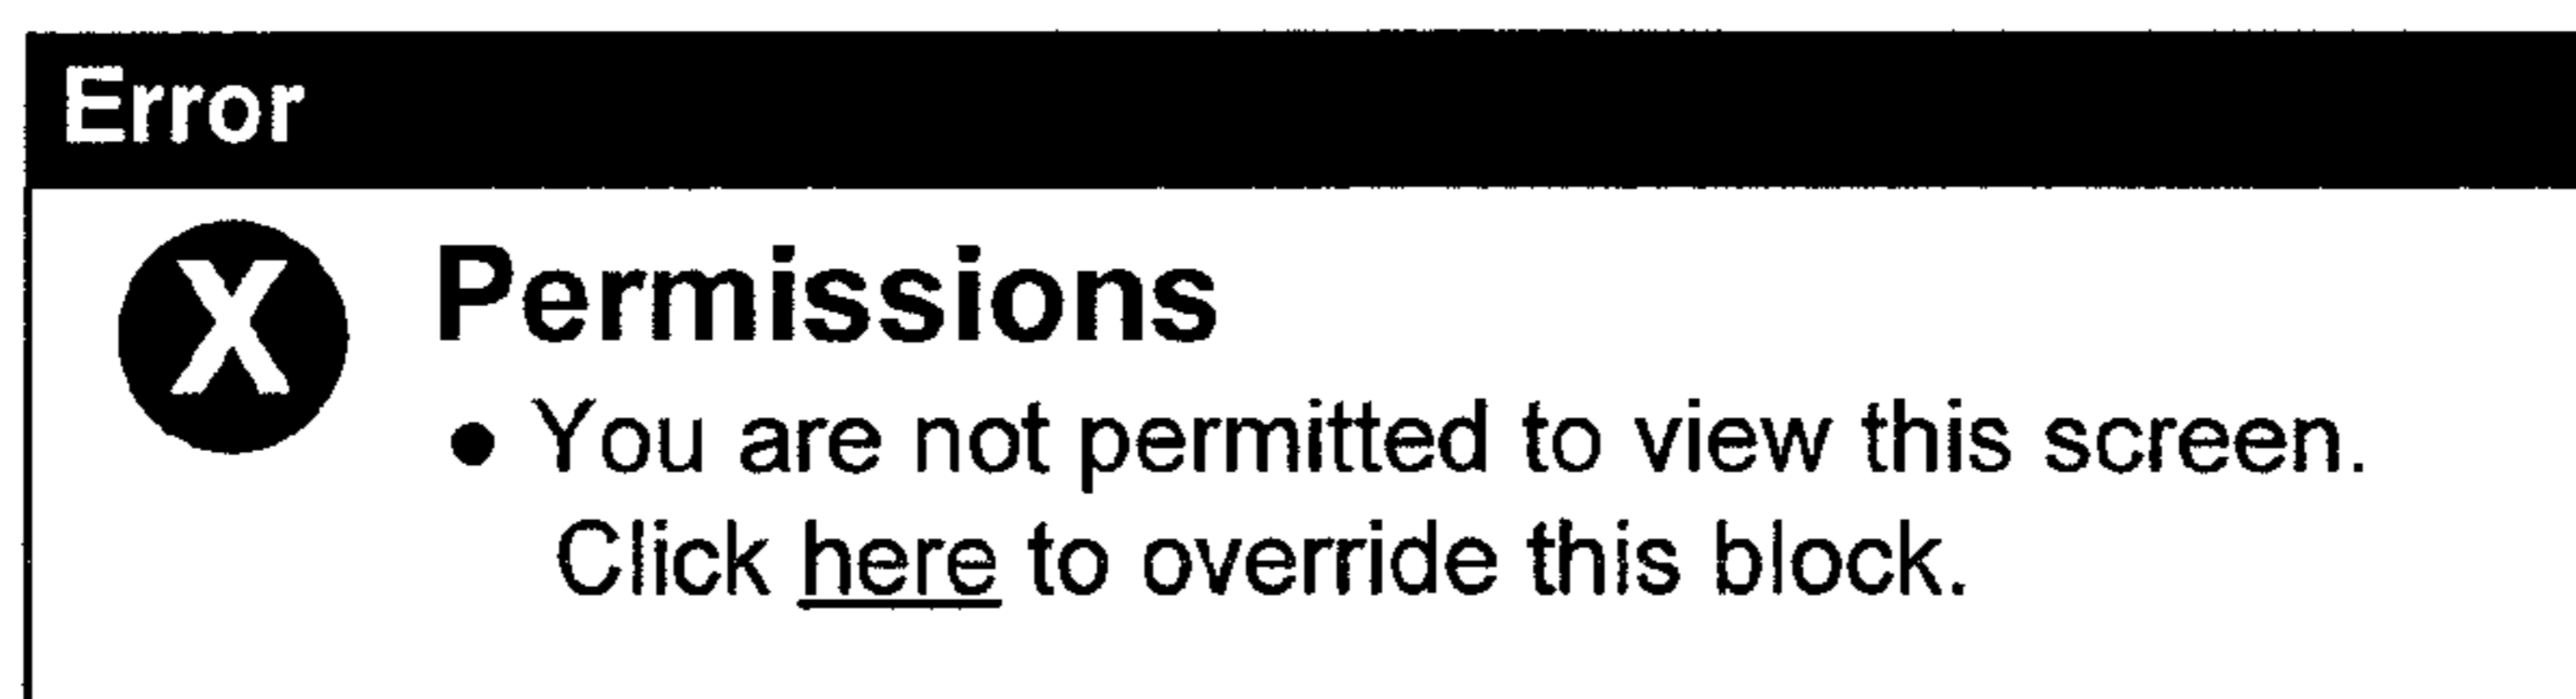 Error
X
Permissions
• You are not permitted to view this screen.
Click here to override this block.